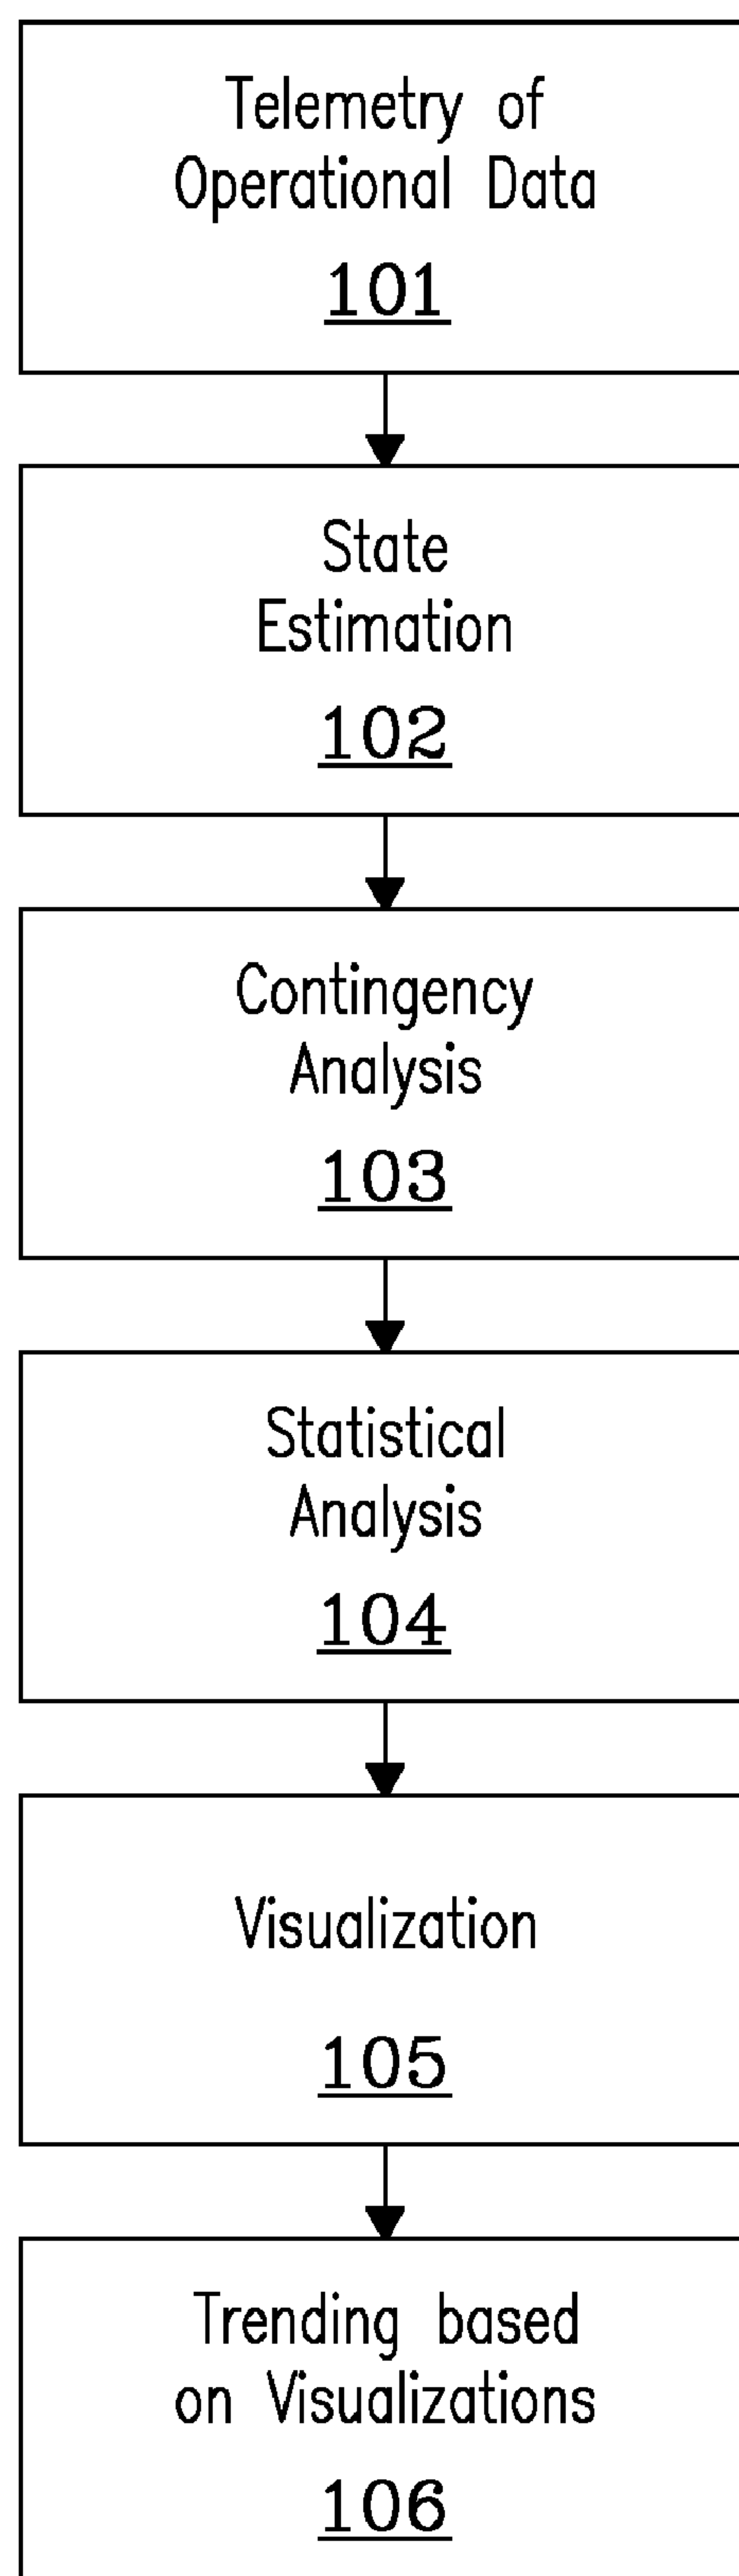 Telemetry of
Operational Data
101
State
Estimation
102
Contingency
Analysis
103
Statistical
Analysis
104
Visualization
105
Trending based
on Visualizations
106